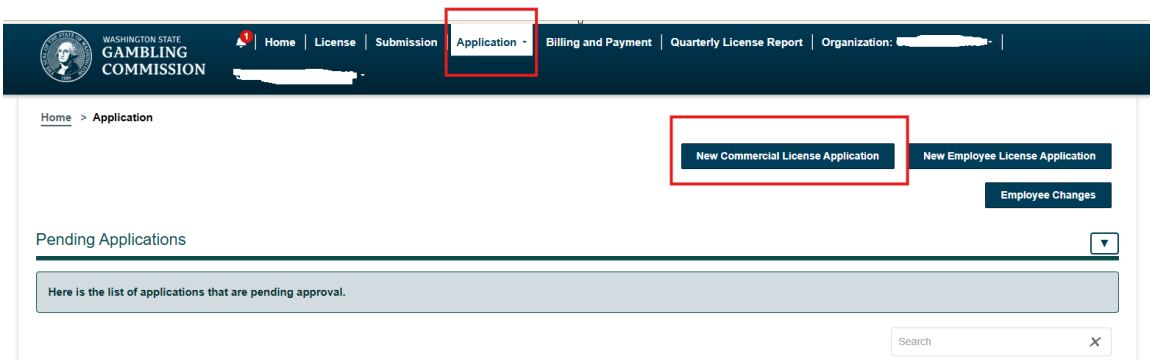 WASHINGTON STATE
GAMBLING
COMMISSION
1
Home | License | Submission | Application | Billing and Payment | Quarterly License Report | Organization:
Home > Application
New Commercial License Application
New Employee License Application
Employee Changes
Pending Applications
Here is the list of applications that are pending approval.
Search